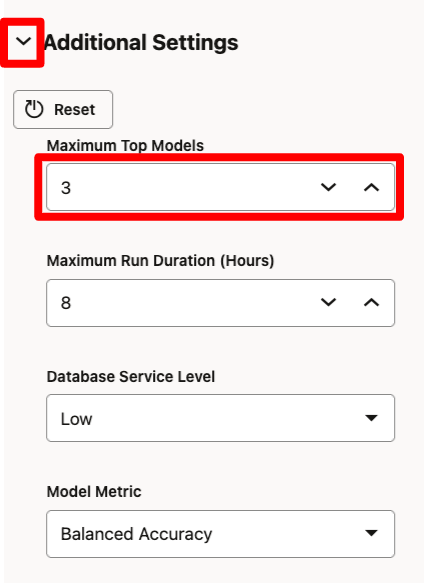 Additional Settings
Reset
Maximum Top Models
3
Maximum Run Duration (Hours)
8
Database Service Level
Low
Model Metric
Balanced Accuracy